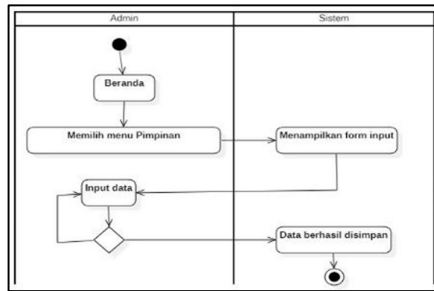 Admin
Sistem
Beranda
Memilih menu Pimpinan
Menampilkan form input
Input data
Data berhasil disimpan